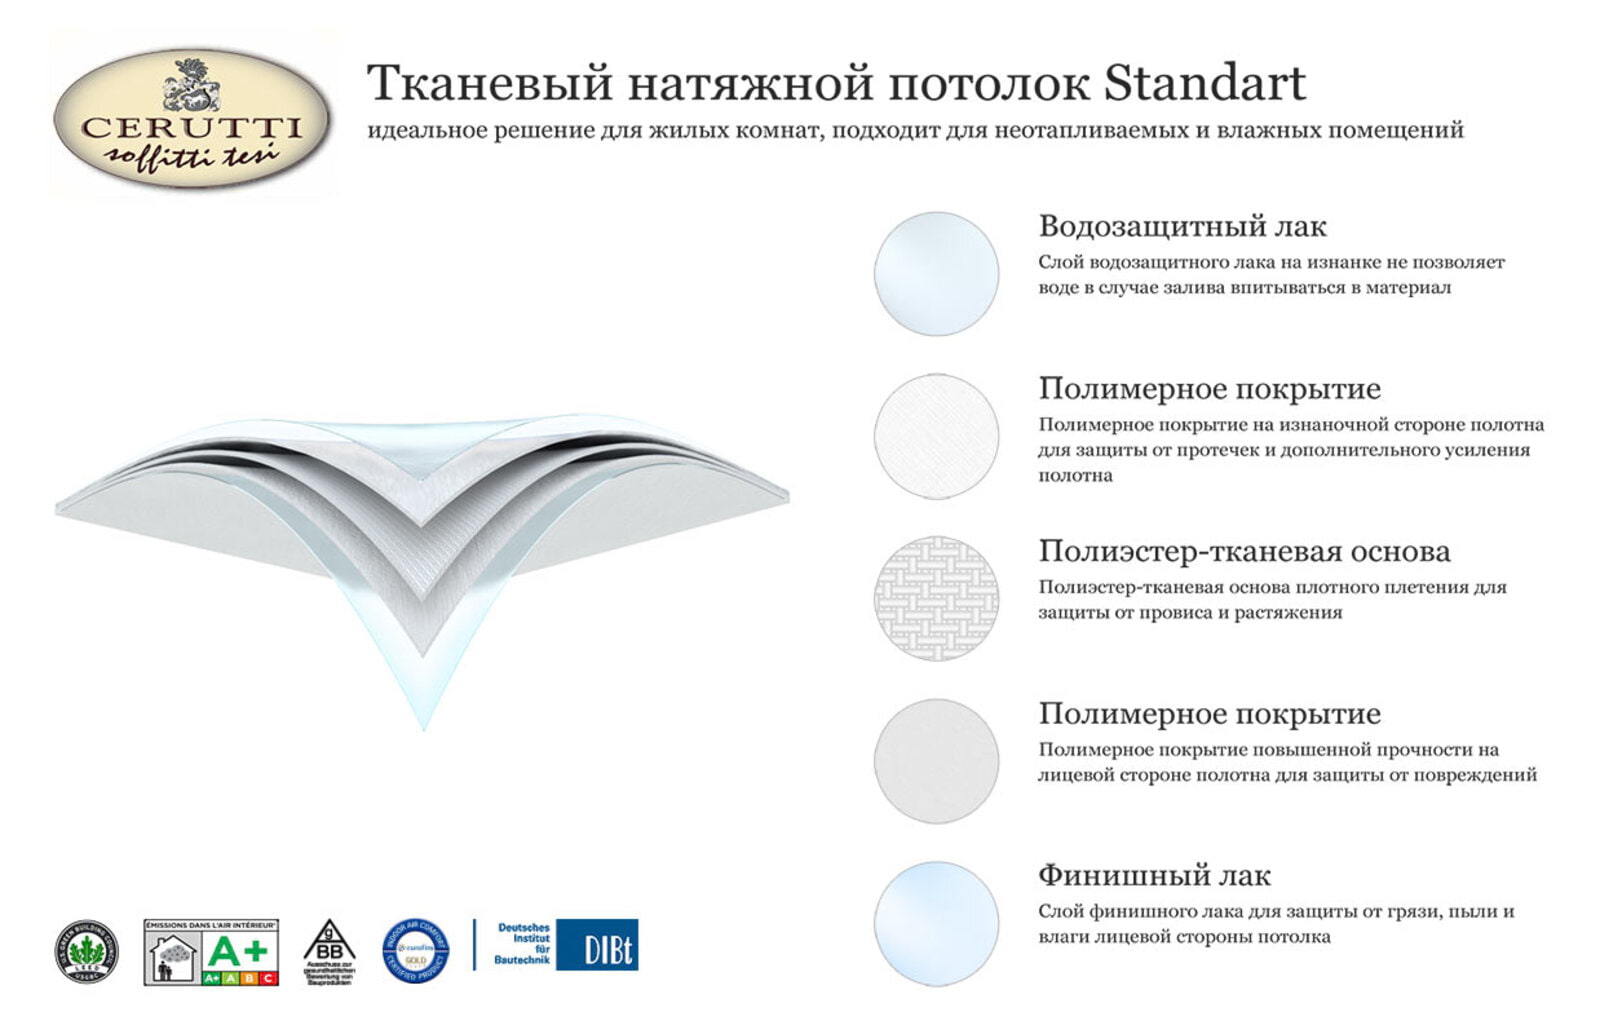 CERUTTI
soffitti tesi
Тканевый натяжной потолок Standart
идеальное решение для жилых комнат, подходит для неотапливаемых и влажных помещений
Водозащитный лак
Слой водозащитного лака на изнанке не позволяет
воде в случае залива впитываться в материал
Полимерное покрытие
Полимерное покрытие на изнаночной стороне полотна
для защиты от протечек и дополнительного усиления
полотна
Полиэстер-тканевая основа
Полиэстер-тканевая основа плотного плетения для
защиты от провиса и растяжения
Полимерное покрытие
Полимерное покрытие повышенной прочности на
лицевой стороне полотна для защиты от повреждений
Финишный лак
Слой финишного лака для защиты от грязи, пыли и
влаги лицевой стороны потолка
U.S. GREEN BUILDING COUNCIL
LEED
USGBC
ÉMISSIONS DANS L'AIR INTÉRIEUR*
A+
A+ A B C
g
BB
Ausschuss zur
gesundheitlichen
Bewertung von
Bauprodukten
INDOOR AIR COMFORT
eurofins
GOLD
CERTIFIED PRODUCT
Deutsches
Institut
für
Bautechnik
DIBt